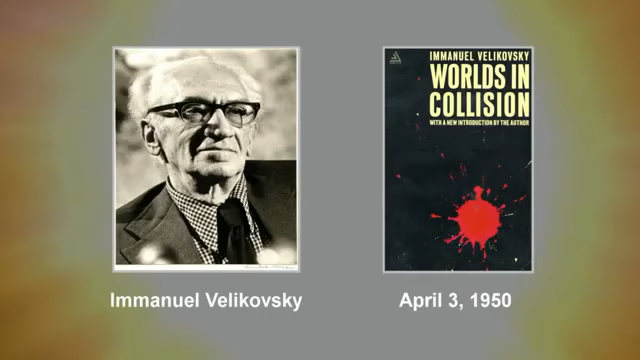 IMMANUEL VELIKOVSKY
WORLDS IN
COLLISION
WITH A NEW INTRODUCTION BY THE AUTHOR
Immanuel Velikovsky
April 3, 1950